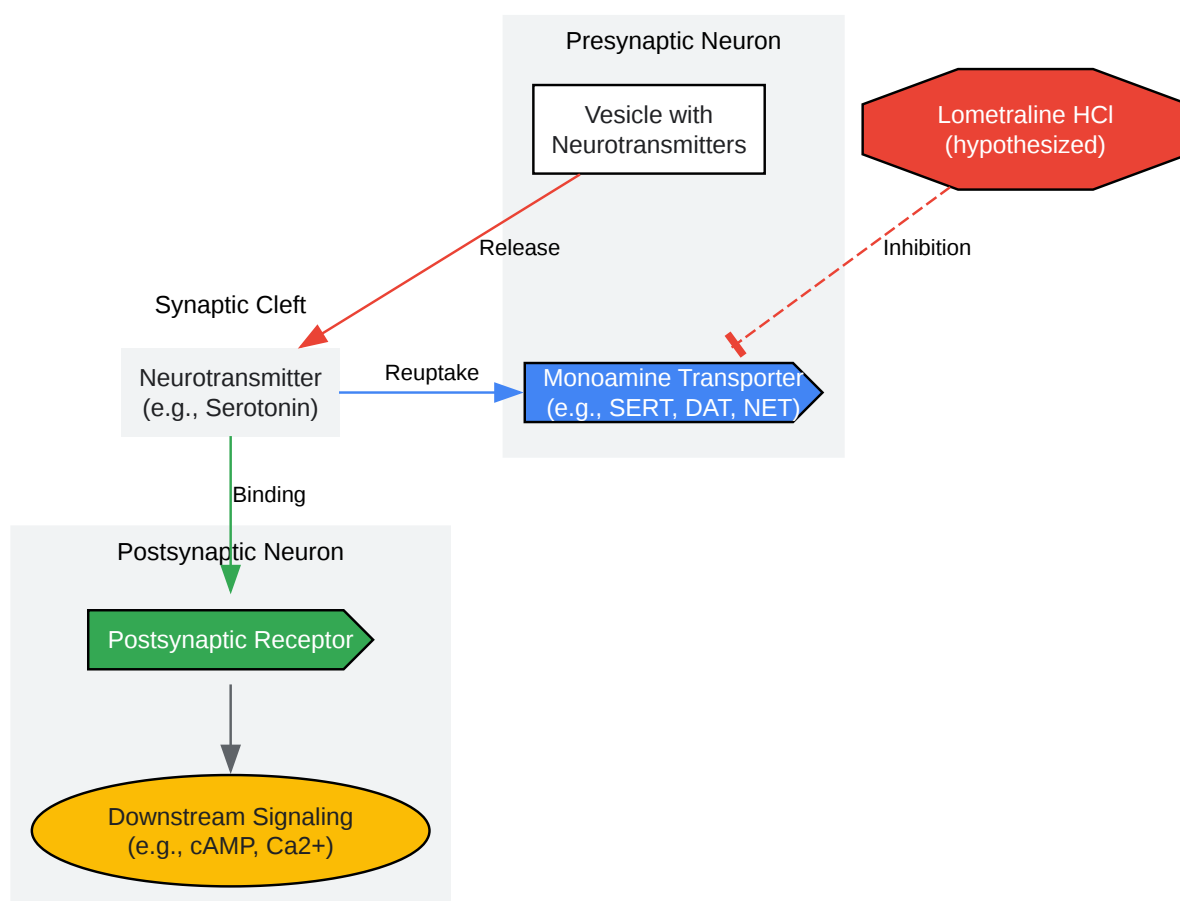 Presynaptic Neuron
Vesicle with
Neurotransmitters
Lometraline HCl
(hypothesized)
Release
Inhibition
Synaptic Cleft
Neurotransmitter
(e.g., Serotonin)
Reuptake
Monoamine Transporter
(e.g., SERT, DAT, NET)
Binding
Postsynaptic Neuron
Postsynaptic Receptor
Downstream Signaling
(e.g., cAMP, Ca2+)